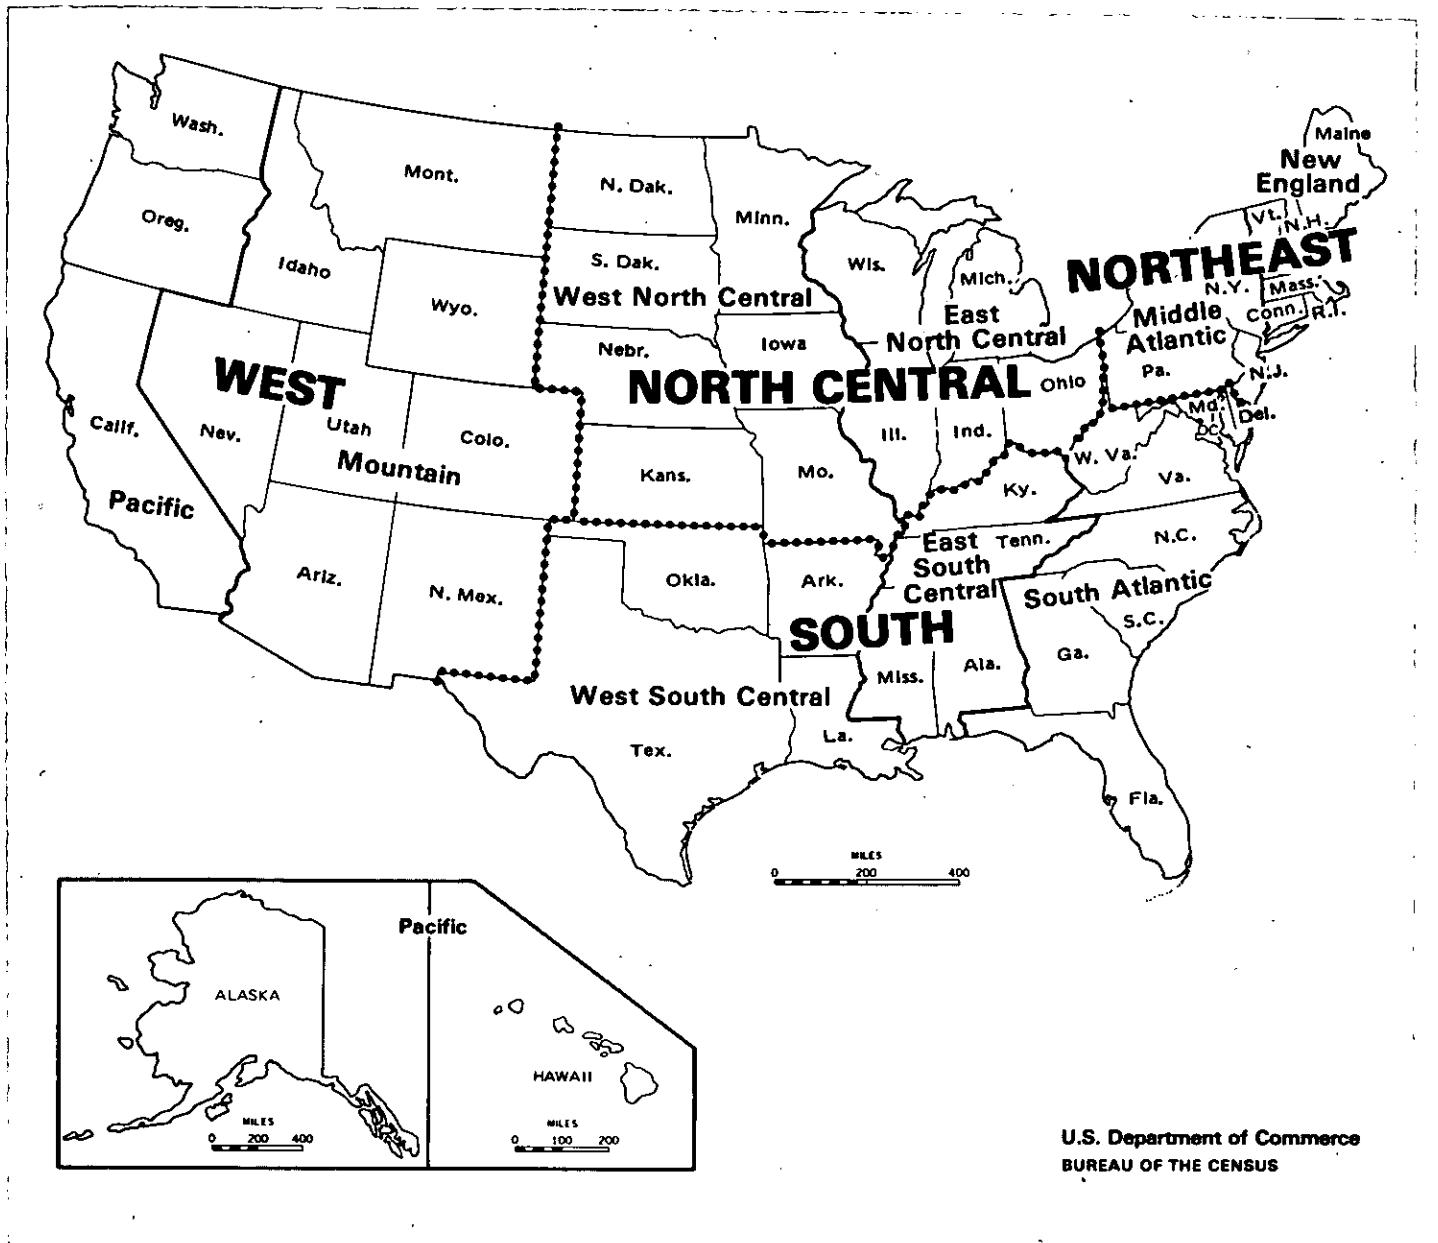 Wash.
Maine
New
England
Mont.
N. Dak.
Minn.
Oreg.
Vt.
N.H.
NORTHEAST
Idaho
S. Dak.
Wis.
Mich.
N.Y.
Mass.
West North Central
Wyo.
East
North Central
Middle
Atlantic
Conn.
R.I.
Nebr.
Iowa
WEST
NORTH CENTRAL
Ohio
Pa.
N.J.
Calif.
Nev.
Utah
Colo.
Ill.
Ind.
Md.
DC
Del.
Mountain
Kans.
Mo.
W. Va.
Va.
Pacific
Ky.
Ariz.
N. Mex.
Okla.
Ark.
East
South
Central
Tenn.
N.C.
South Atlantic
S.C.
SOUTH
Miss.
Ala.
Ga.
West South Central
Tex.
La.
Fla.
MILES
0 200 400
Pacific
ALASKA
HAWAII
MILES
0 200 400
MILES
0 100 200
U.S. Department of Commerce
BUREAU OF THE CENSUS